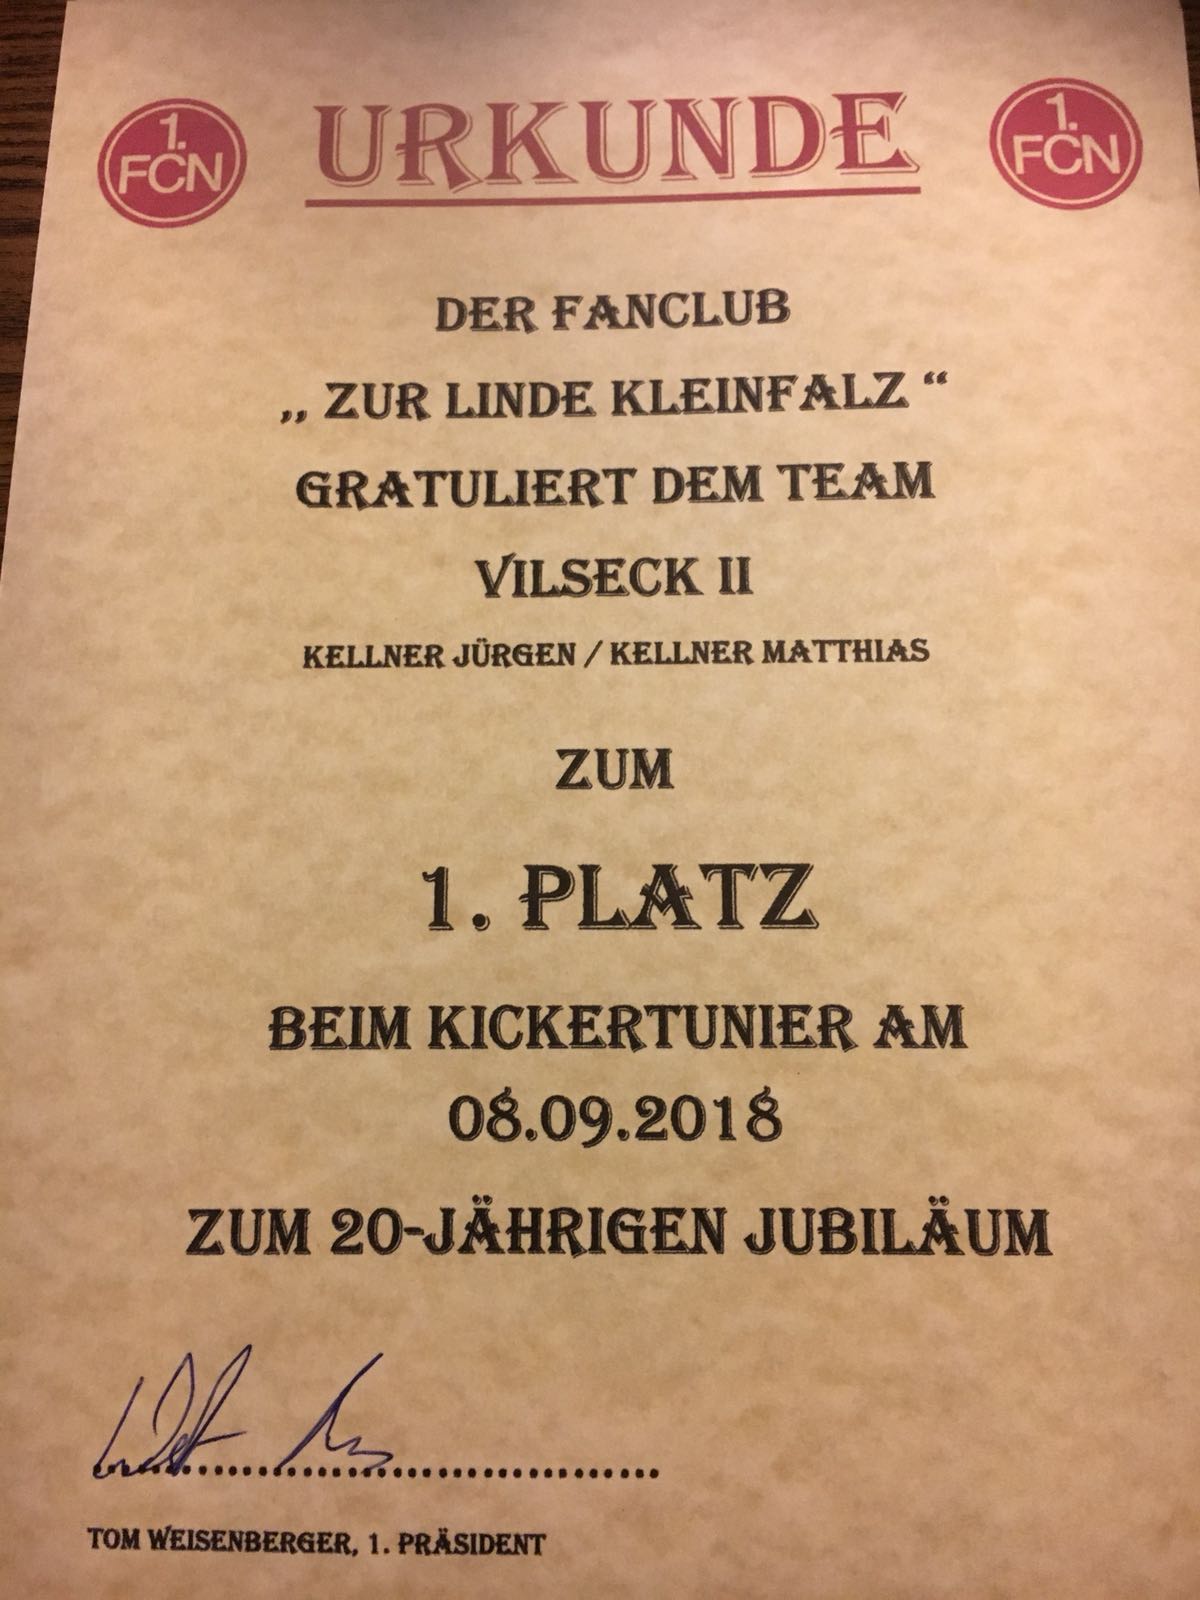 1. FCN URKUNDE 1. FCN
DER FANCLUB
,, ZUR LINDE KLEINFALZ “
GRATULIERT DEM TEAM
VILSECK II
KELLNER JÜRGEN / KELLNER MATTHIAS
ZUM
1. PLATZ
BEIM KICKERTUNIER AM
08.09.2018
ZUM 20-JÄHRIGEN JUBILÄUM
TOM WEISENBERGER, 1. PRÄSIDENT